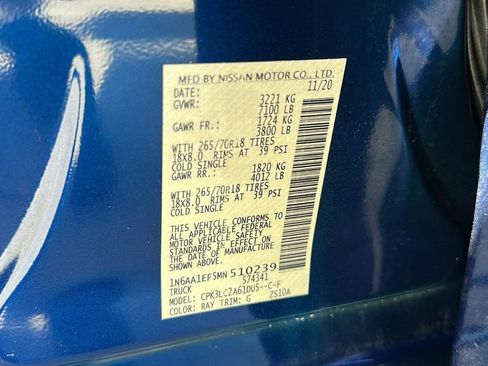 MFD BY NISSAN MOTOR CO., LTD.
DATE: 11/20
GVWR: 3221 KG
7100 LB
GAWR FR.: 1724 KG
3800 LB
WITH 265/70R18 TIRES
18x8.0 RIMS AT 39 PSI
COLD SINGLE
GAWR RR.: 1820 KG
4012 LB
WITH 265/70R18 TIRES
18x8.0 RIMS AT 39 PSI
COLD SINGLE
THIS VEHICLE CONFORMS TO
ALL APPLICABLE FEDERAL
MOTOR VEHICLE SAFETY
STANDARDS IN EFFECT ON
THE DATE OF MANUFACTURE
SHOWN ABOVE.
1N6AA1EF5MN510239
TRUCK 574341
MODEL: CPK3LC2A61DU5--C-F
COLOR: RAY TRIM: G 2S10A